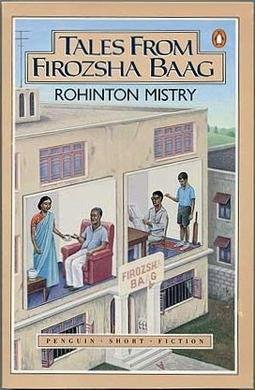 TALES FROM
FIROZSHA BAAG
ROHINTON MISTRY
FIROZSHA
BAAG
PENGUIN · SHORT · FICTION